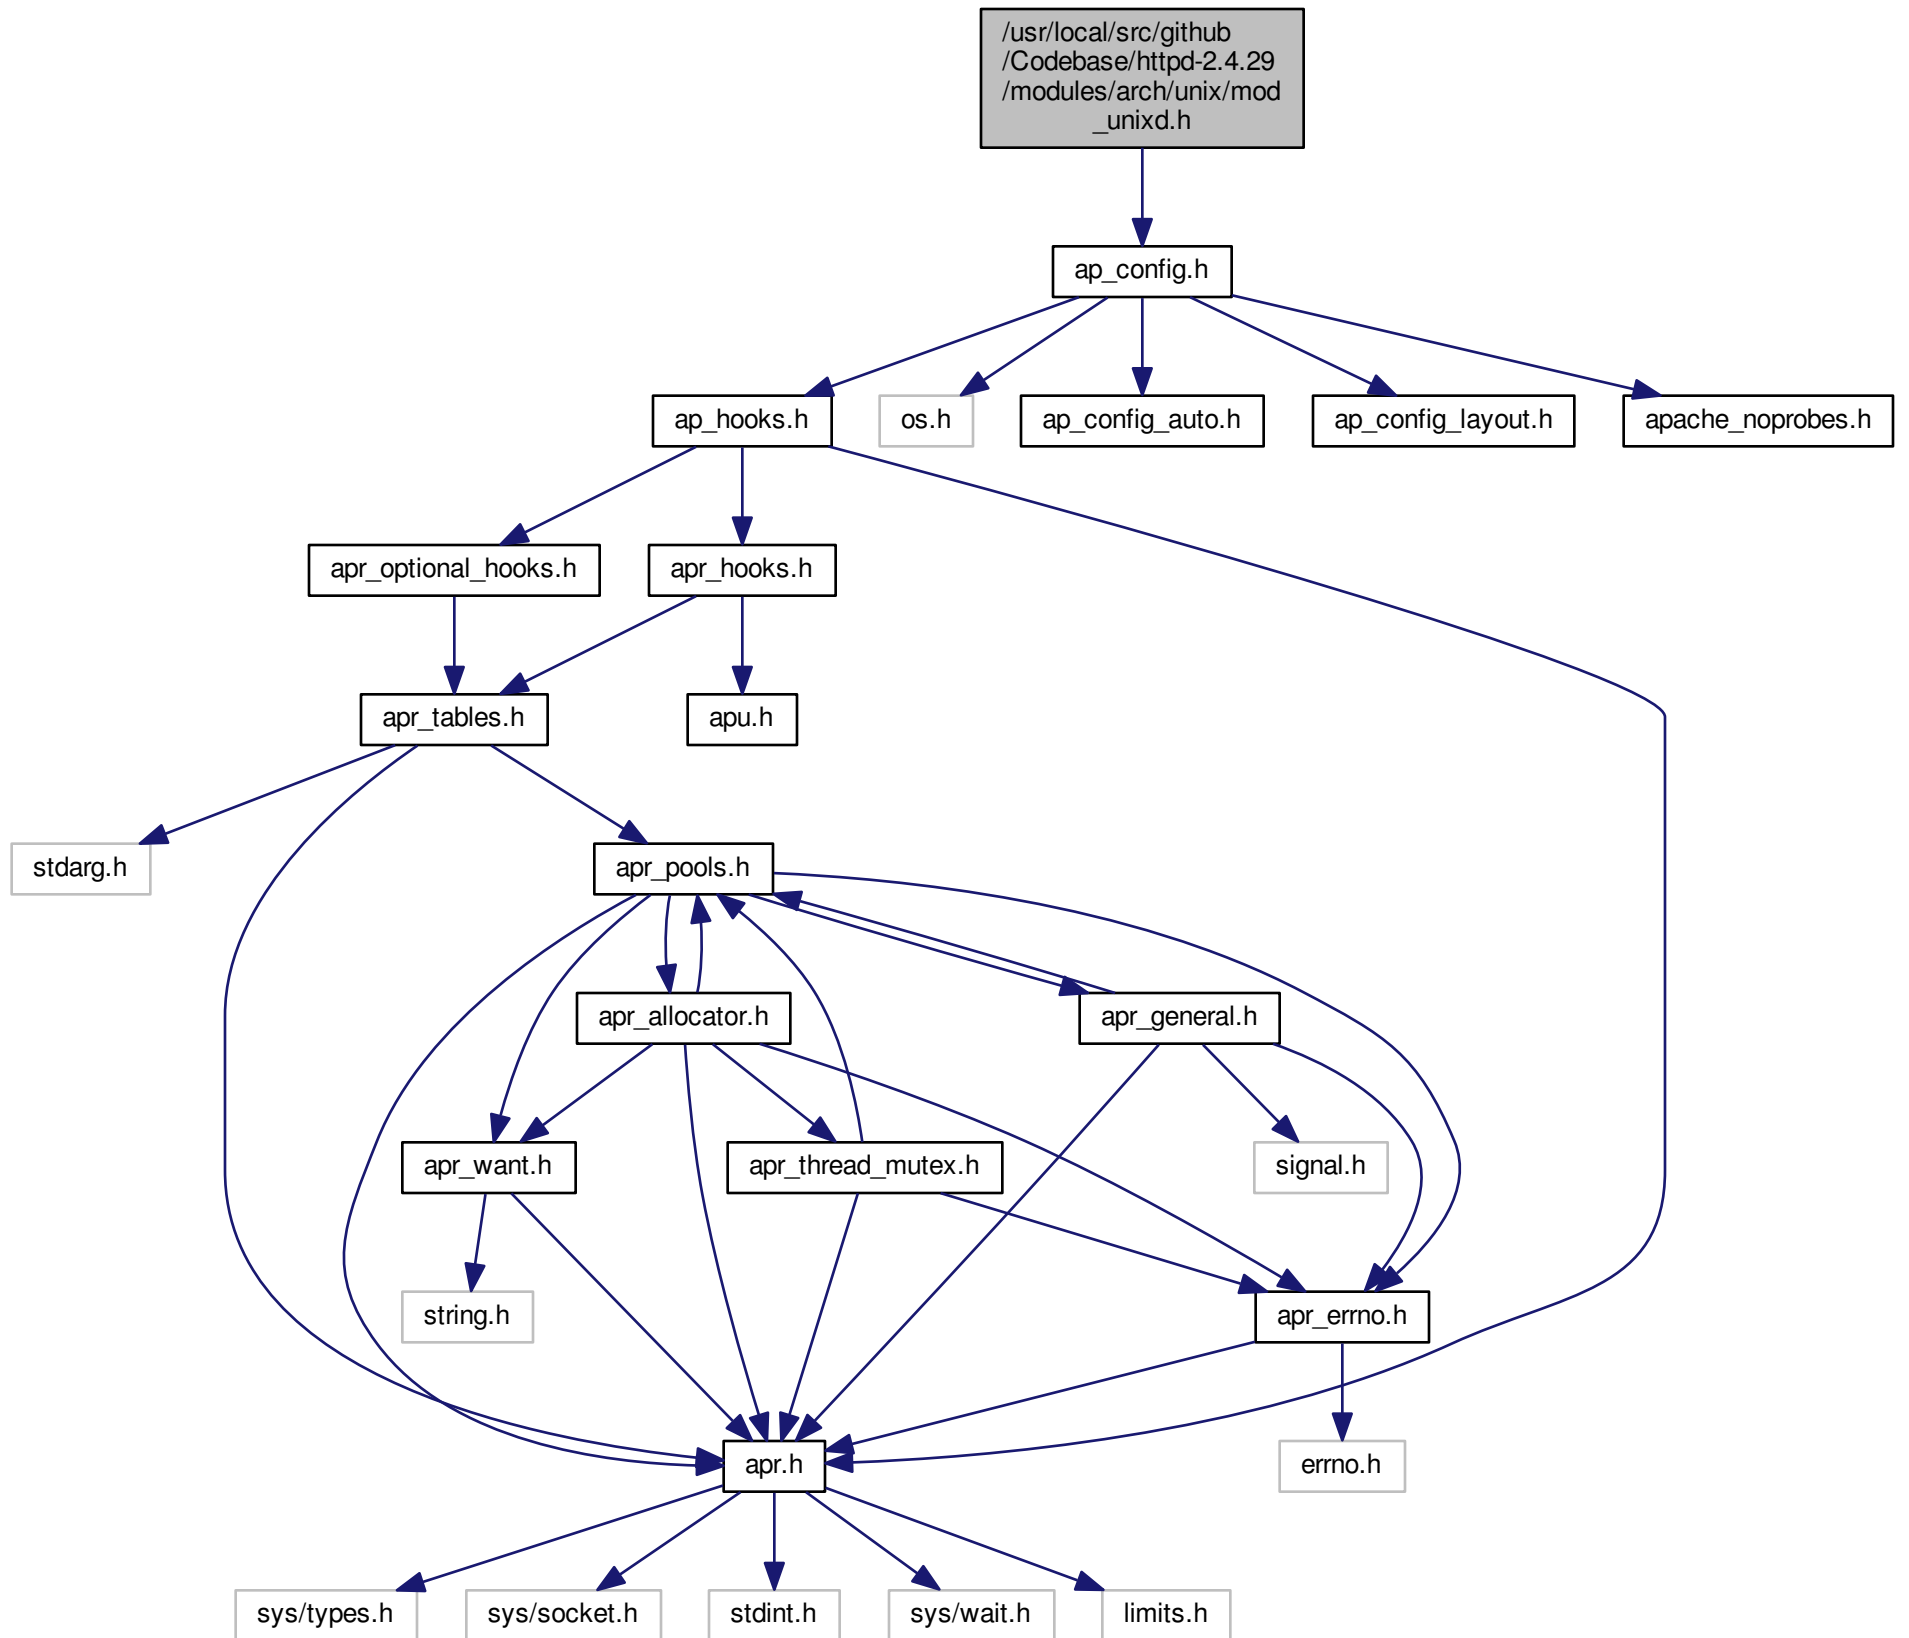 /usr/local/src/github
/Codebase/httpd-2.4.29
/modules/arch/unix/mod
_unixd.h
ap_config.h
ap_hooks.h
os.h
ap_config_auto.h
ap_config_layout.h
apache_noprobes.h
apr_optional_hooks.h
apr_hooks.h
apr_tables.h
apu.h
stdarg.h
apr_pools.h
apr_allocator.h
apr_general.h
apr_want.h
apr_thread_mutex.h
signal.h
string.h
apr_errno.h
apr.h
errno.h
sys/types.h
sys/socket.h
stdint.h
sys/wait.h
limits.h